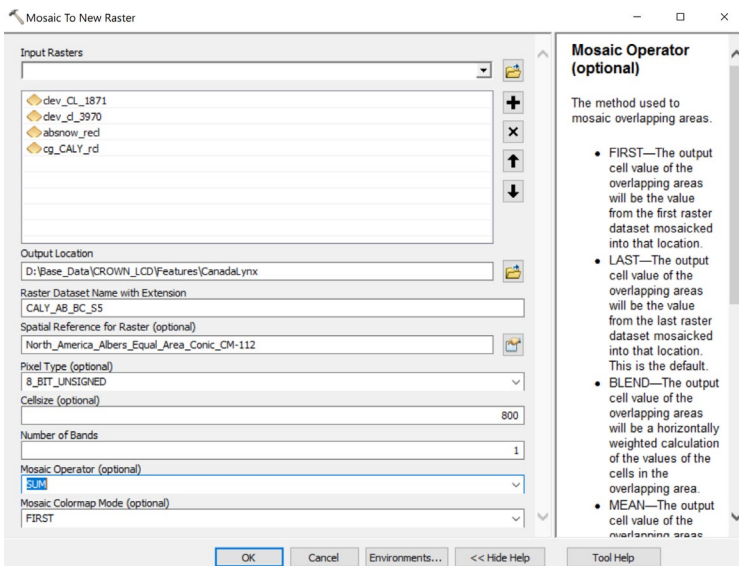 Mosaic To New Raster
Input Rasters
dev_CL_1871
dev_cl_3970
absnow_recl
cg_CALY_rcl
Output Location
D:\Base_Data\CROWN_LCD\Features\CanadaLynx
Raster Dataset Name with Extension
CALY_AB_BC_S5
Spatial Reference for Raster (optional)
North_America_Albers_Equal_Area_Conic_CM-112
Pixel Type (optional)
8_BIT_UNSIGNED
Cellsize (optional)
800
Number of Bands
1
Mosaic Operator (optional)
SUM
Mosaic Colormap Mode (optional)
FIRST
OK
Cancel
Environments...
<< Hide Help
Tool Help
Mosaic Operator
(optional)
The method used to
mosaic overlapping areas.
• FIRST—The output
cell value of the
overlapping areas
will be the value
from the first raster
dataset mosaicked
into that location.
• LAST—The output
cell value of the
overlapping areas
will be the value
from the last raster
dataset mosaicked
into that location.
This is the default.
• BLEND—The output
cell value of the
overlapping areas
will be a horizontally
weighted calculation
of the values of the
cells in the
overlapping area.
• MEAN—The output
cell value of the
overlapping areas